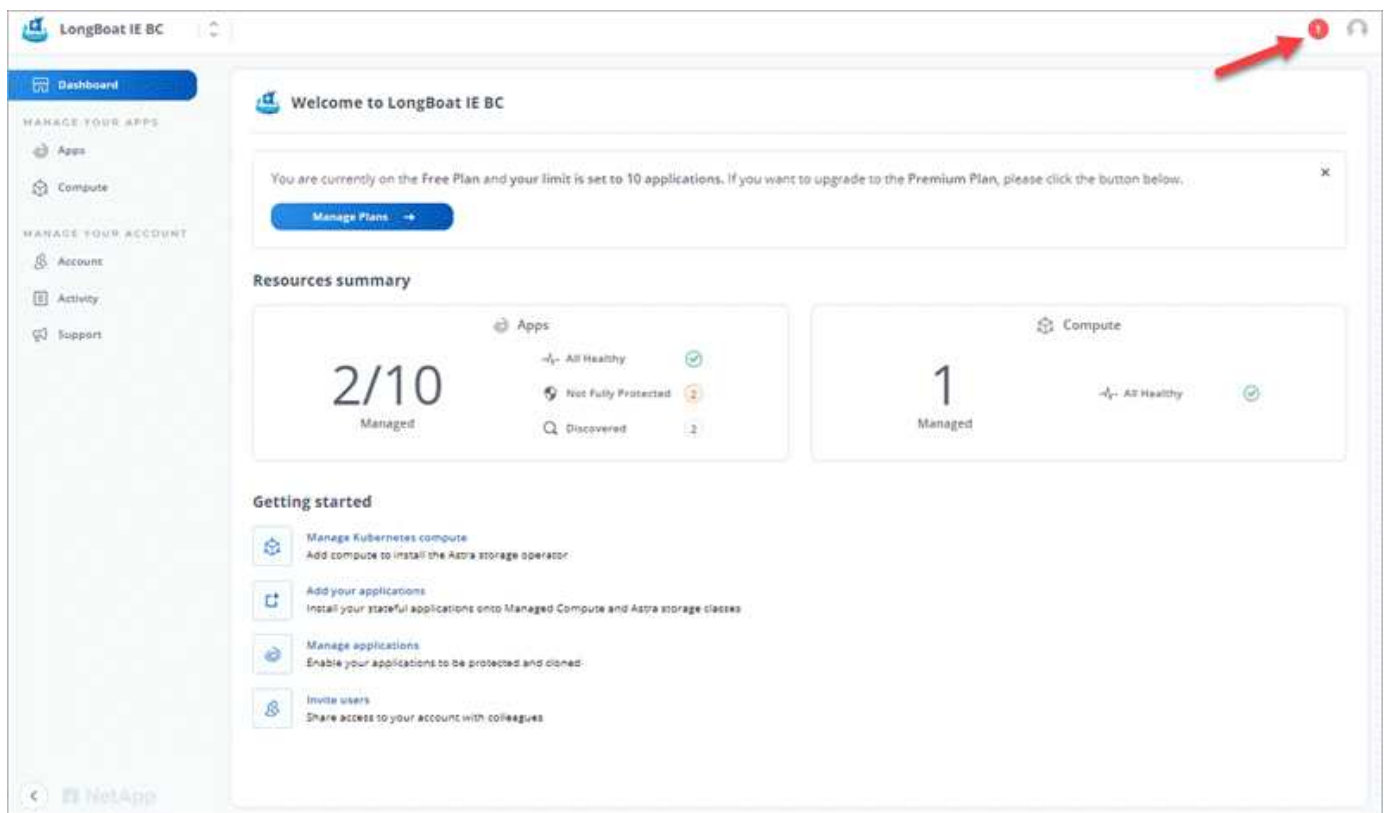 LongBoat IE BC
1
Dashboard
MANAGE YOUR APPS
Apps
Compute
MANAGE YOUR ACCOUNT
Account
Activity
Support
Welcome to LongBoat IE BC
You are currently on the Free Plan and your limit is set to 10 applications. If you want to upgrade to the Premium Plan, please click the button below.
Manage Plans
Resources summary
Apps
2/10
Managed
All Healthy
Not Fully Protected 2
Discovered 2
Compute
1
Managed
All Healthy
Getting started
Manage Kubernetes compute
Add compute to install the Astra storage operator
Add your applications
Install your stateful applications onto Managed Compute and Astra storage classes
Manage applications
Enable your applications to be protected and cloned
Invite users
Share access to your account with colleagues
NetApp